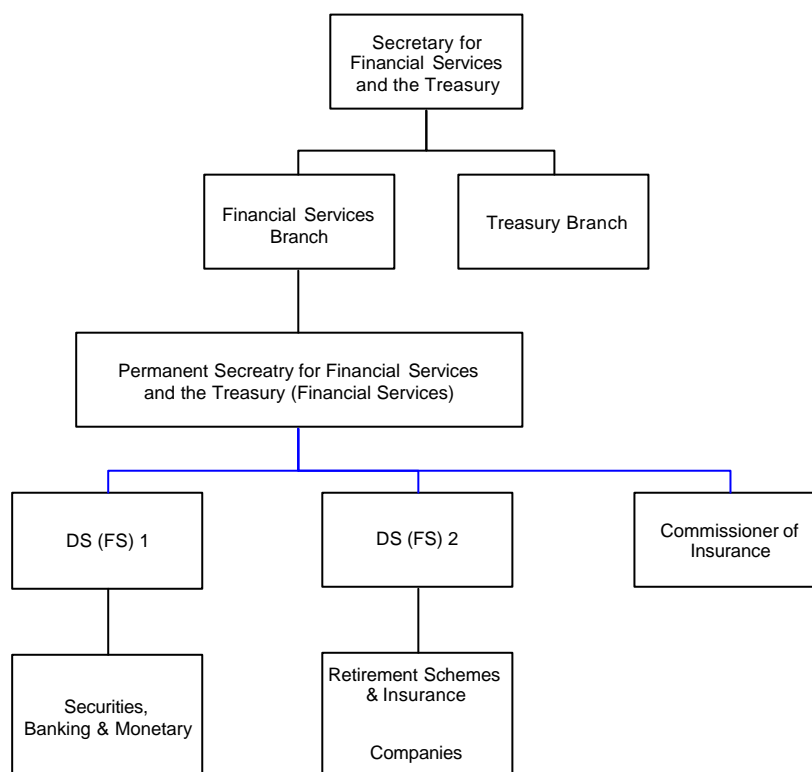 Secretary for
Financial Services
and the Treasury
Financial Services
Branch
Treasury Branch
Permanent Secreatry for Financial Services
and the Treasury (Financial Services)
DS (FS) 1
DS (FS) 2
Commissioner of
Insurance
Securities,
Banking & Monetary
Retirement Schemes
& Insurance
Companies